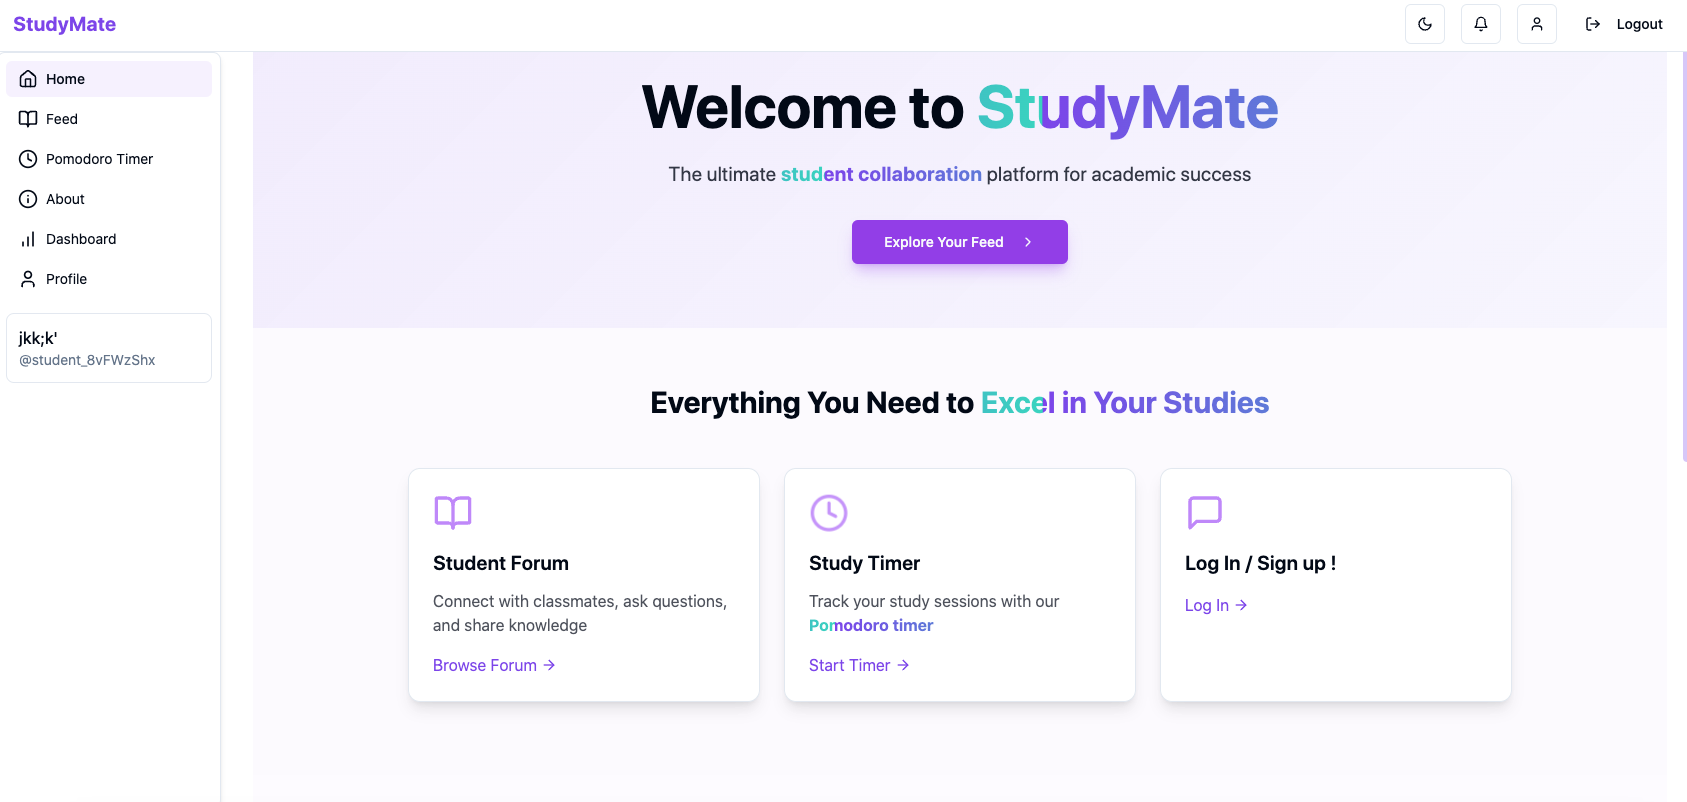 StudyMate
Logout
Home
Feed
Pomodoro Timer
About
Dashboard
Profile
jkk;k'
@student_8vFWzShx
Welcome to StudyMate
The ultimate student collaboration platform for academic success
Explore Your Feed
Everything You Need to Excel in Your Studies
Student Forum
Connect with classmates, ask questions,
and share knowledge
Browse Forum
Study Timer
Track your study sessions with our
Pomodoro timer
Start Timer
Log In / Sign up !
Log In